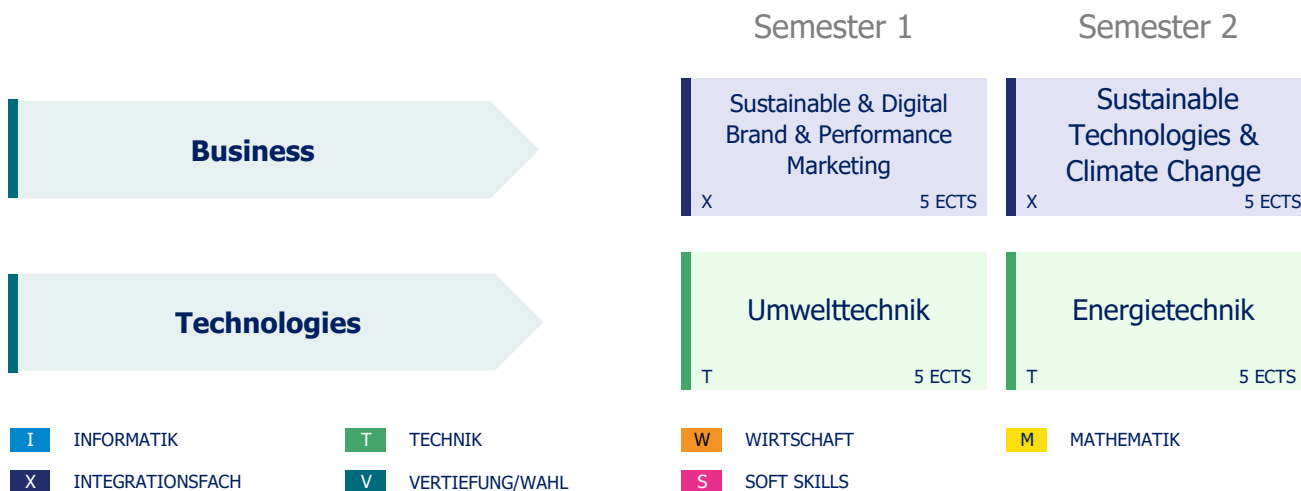 Semester 1
Semester 2
Business
Sustainable & Digital
Brand & Performance
Marketing
X
5 ECTS
Sustainable
Technologies &
Climate Change
X
5 ECTS
Technologies
Umwelttechnik
T
5 ECTS
Energietechnik
T
5 ECTS
I INFORMATIK
T TECHNIK
W WIRTSCHAFT
M MATHEMATIK
X INTEGRATIONSFACH
V VERTIEFUNG/WAHL
S SOFT SKILLS